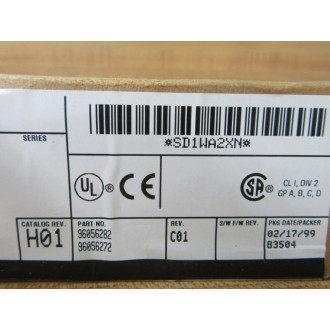 *SD1WA2XN*
SERIES
UL
®
CE
SA
®
CL I, DIV 2
GP A, B, C, D
CATALOG REV.
H01
PART NO.
96056282
96056272
REV.
C01
S/W F/W REV.
PKG DATE/PACKER
02/17/99
83504